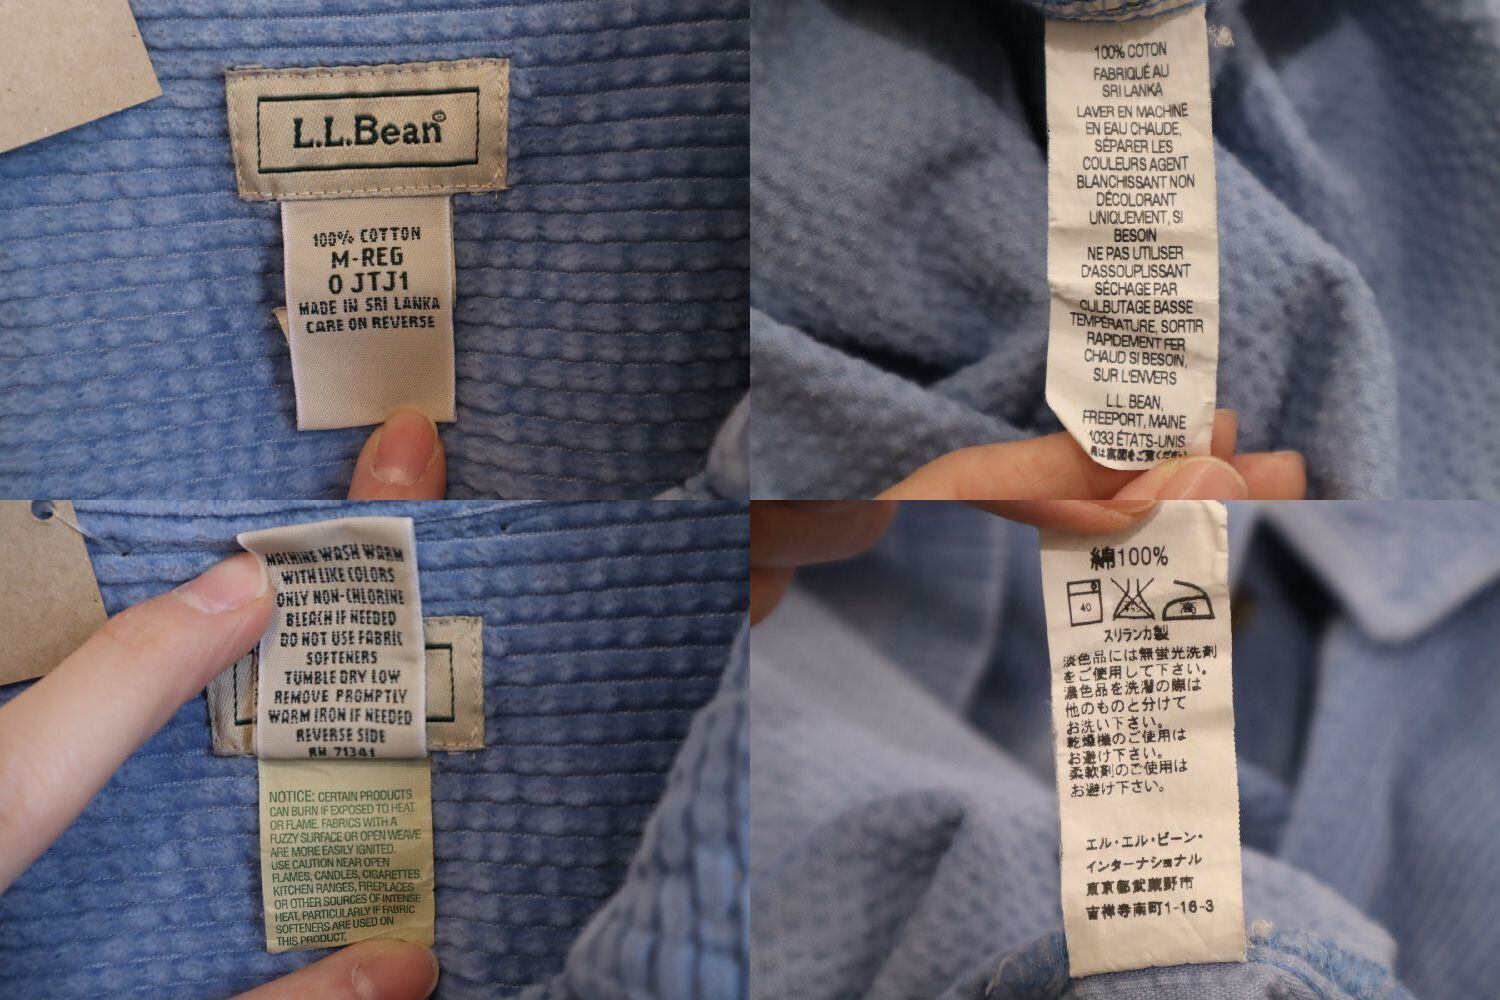 L.L.Bean®
100% COTTON
M-REG
0 JTJ1
MADE IN SRI LANKA
CARE ON REVERSE
100% COTON
FABRIQUÉ AU
SRI LANKA
LAVER EN MACHINE
EN EAU CHAUDE,
SÉPARER LES
COULEURS AGENT
BLANCHISSANT NON
DÉCOLORANT
UNIQUEMENT, SI
BESOIN
NE PAS UTILISER
D'ASSOUPLISSANT
SÉCHAGE PAR
CULBUTAGE BASSE
TEMPÉRATURE, SORTIR
RAPIDEMENT FER
CHAUD SI BESOIN,
SUR L'ENVERS
L.L. BEAN,
FREEPORT, MAINE
1033 ÉTATS-UNIS
裏をご覧ください
MACHINE WASH WARM
WITH LIKE COLORS
ONLY NON-CHLORINE
BLEACH IF NEEDED
DO NOT USE FABRIC
SOFTENERS
TUMBLE DRY LOW
REMOVE PROMPTLY
WARM IRON IF NEEDED
REVERSE SIDE
RN 71341
NOTICE: CERTAIN PRODUCTS
CAN BURN IF EXPOSED TO HEAT
OR FLAME. FABRICS WITH A
FUZZY SURFACE OR OPEN WEAVE
ARE MORE EASILY IGNITED.
USE CAUTION NEAR OPEN
FLAMES, CANDLES, CIGARETTES,
KITCHEN RANGES, FIREPLACES
OR OTHER SOURCES OF INTENSE
HEAT, PARTICULARLY IF FABRIC
SOFTENERS ARE USED ON
THIS PRODUCT.
綿100%
40 高
スリランカ製
淡色品には無蛍光洗剤
をご使用して下さい。
濃色品を洗濯の際は
他のものと分けて
お洗い下さい。
乾燥機のご使用は
お避け下さい。
柔軟剤のご使用は
お避け下さい。
エル・エル・ビーン・
インターナショナル
東京都武蔵野市
吉祥寺南町1-16-3